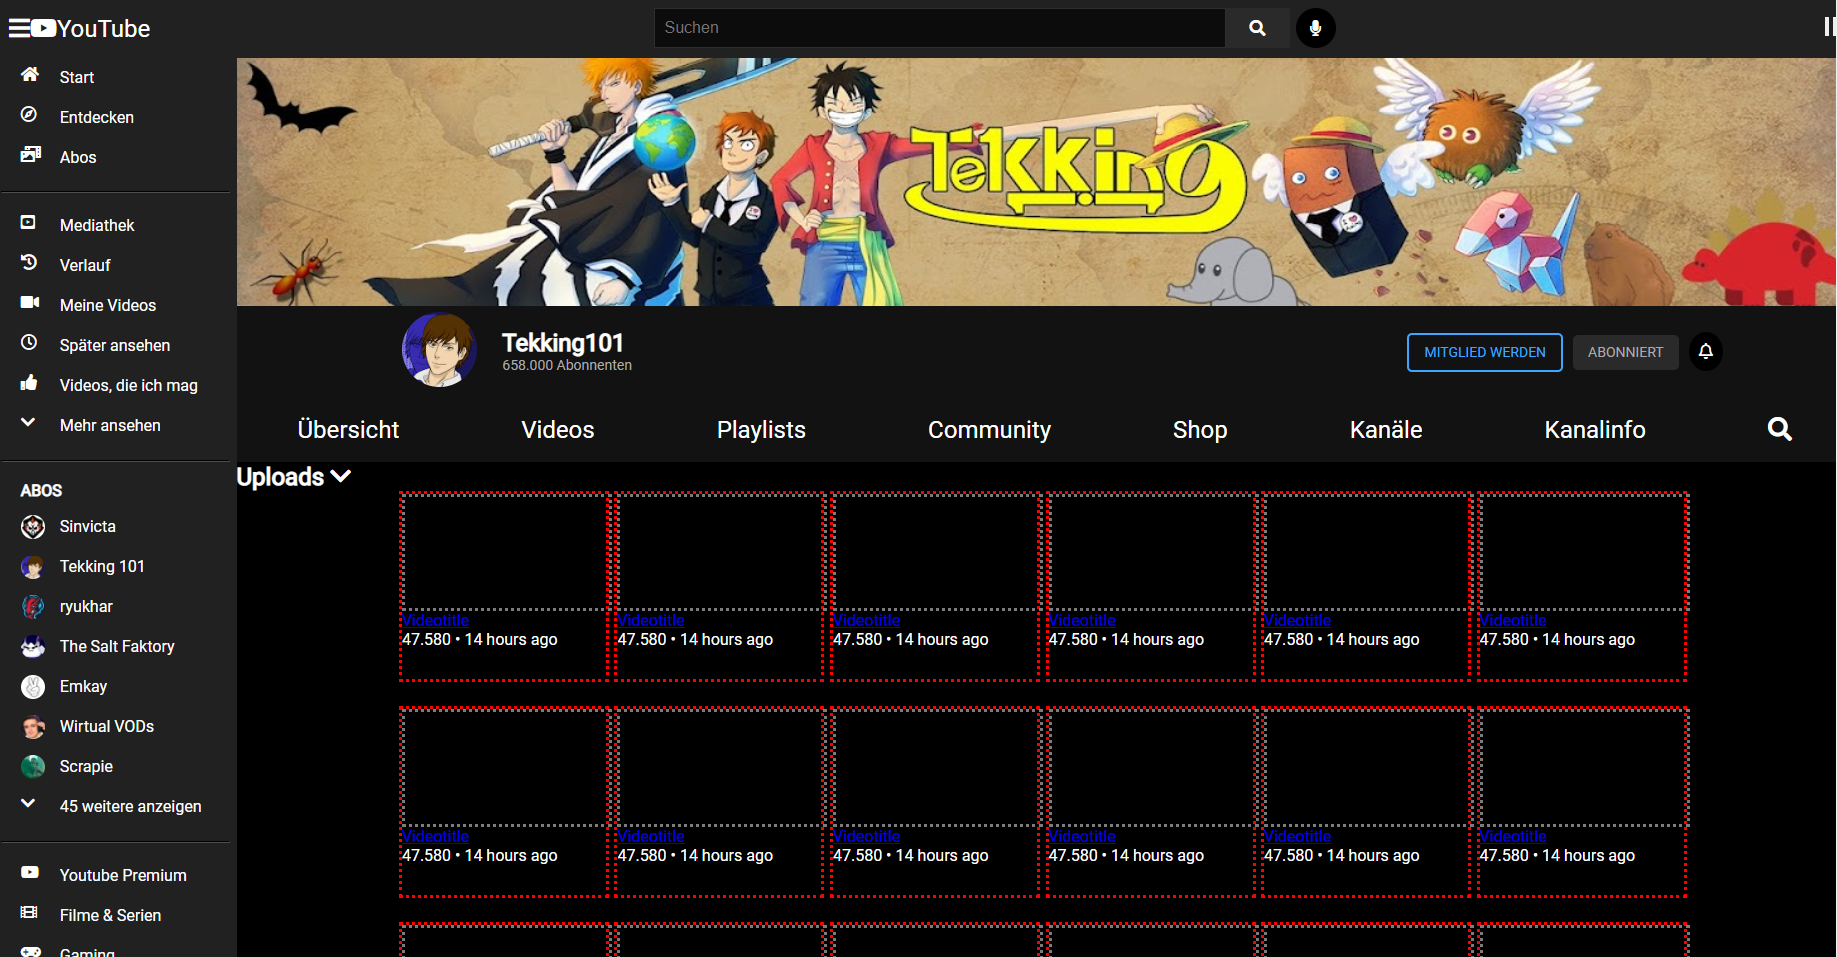 YouTube
Suchen
Start
Entdecken
Abos
Mediathek
Verlauf
Meine Videos
Später ansehen
Videos, die ich mag
Mehr ansehen
ABOS
Sinvicta
Tekking 101
ryukhar
The Salt Faktory
Emkay
Wirtual VODs
Scrapie
45 weitere anzeigen
Youtube Premium
Filme & Serien
Gaming
TeKKing
Tekking101
658.000 Abonnenten
MITGLIED WERDEN
ABONNIERT
Übersicht Videos Playlists Community Shop Kanäle Kanalinfo
Uploads
Videotitle Videotitle Videotitle Videotitle Videotitle Videotitle
47.580 • 14 hours ago 47.580 • 14 hours ago 47.580 • 14 hours ago 47.580 • 14 hours ago 47.580 • 14 hours ago 47.580 • 14 hours ago
Videotitle Videotitle Videotitle Videotitle Videotitle Videotitle
47.580 • 14 hours ago 47.580 • 14 hours ago 47.580 • 14 hours ago 47.580 • 14 hours ago 47.580 • 14 hours ago 47.580 • 14 hours ago